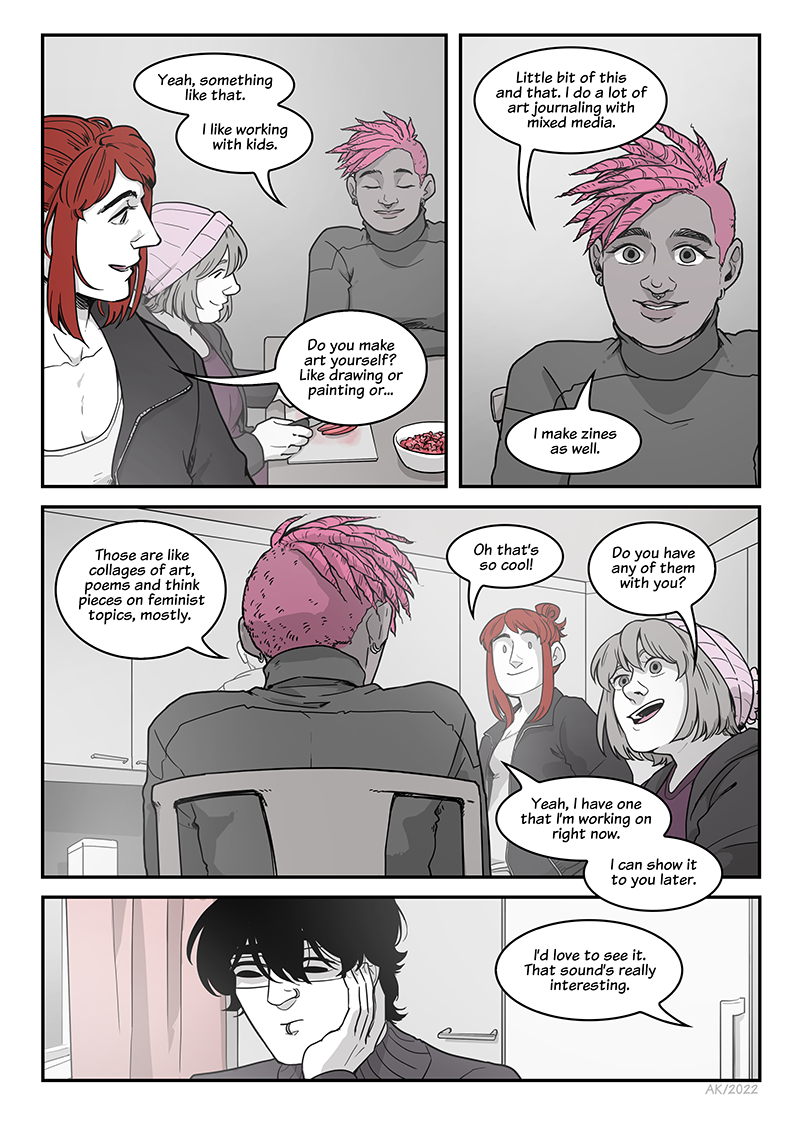 Yeah, something
like that.
I like working
with kids.
Do you make
art yourself?
Like drawing or
painting or...
Little bit of this
and that. I do a lot of
art journaling with
mixed media.
I make zines
as well.
Those are like
collages of art,
poems and think
pieces on feminist
topics, mostly.
Oh that's
so cool!
Do you have
any of them
with you?
Yeah, I have one
that I'm working on
right now.
I can show it
to you later.
I'd love to see it.
That sound's really
interesting.
AK/2022